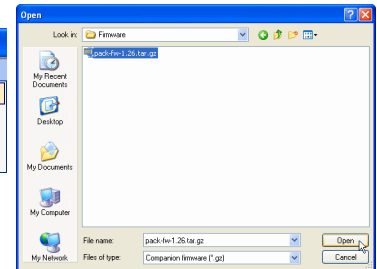 Open
Look in: Firmware
pack-fw-1.26.tar.gz
My Recent
Documents
Desktop
My Documents
My Computer
My Network
File name: pack-fw-1.26.tar.gz Open
Files of type: Companion firmware (*.gz) Cancel